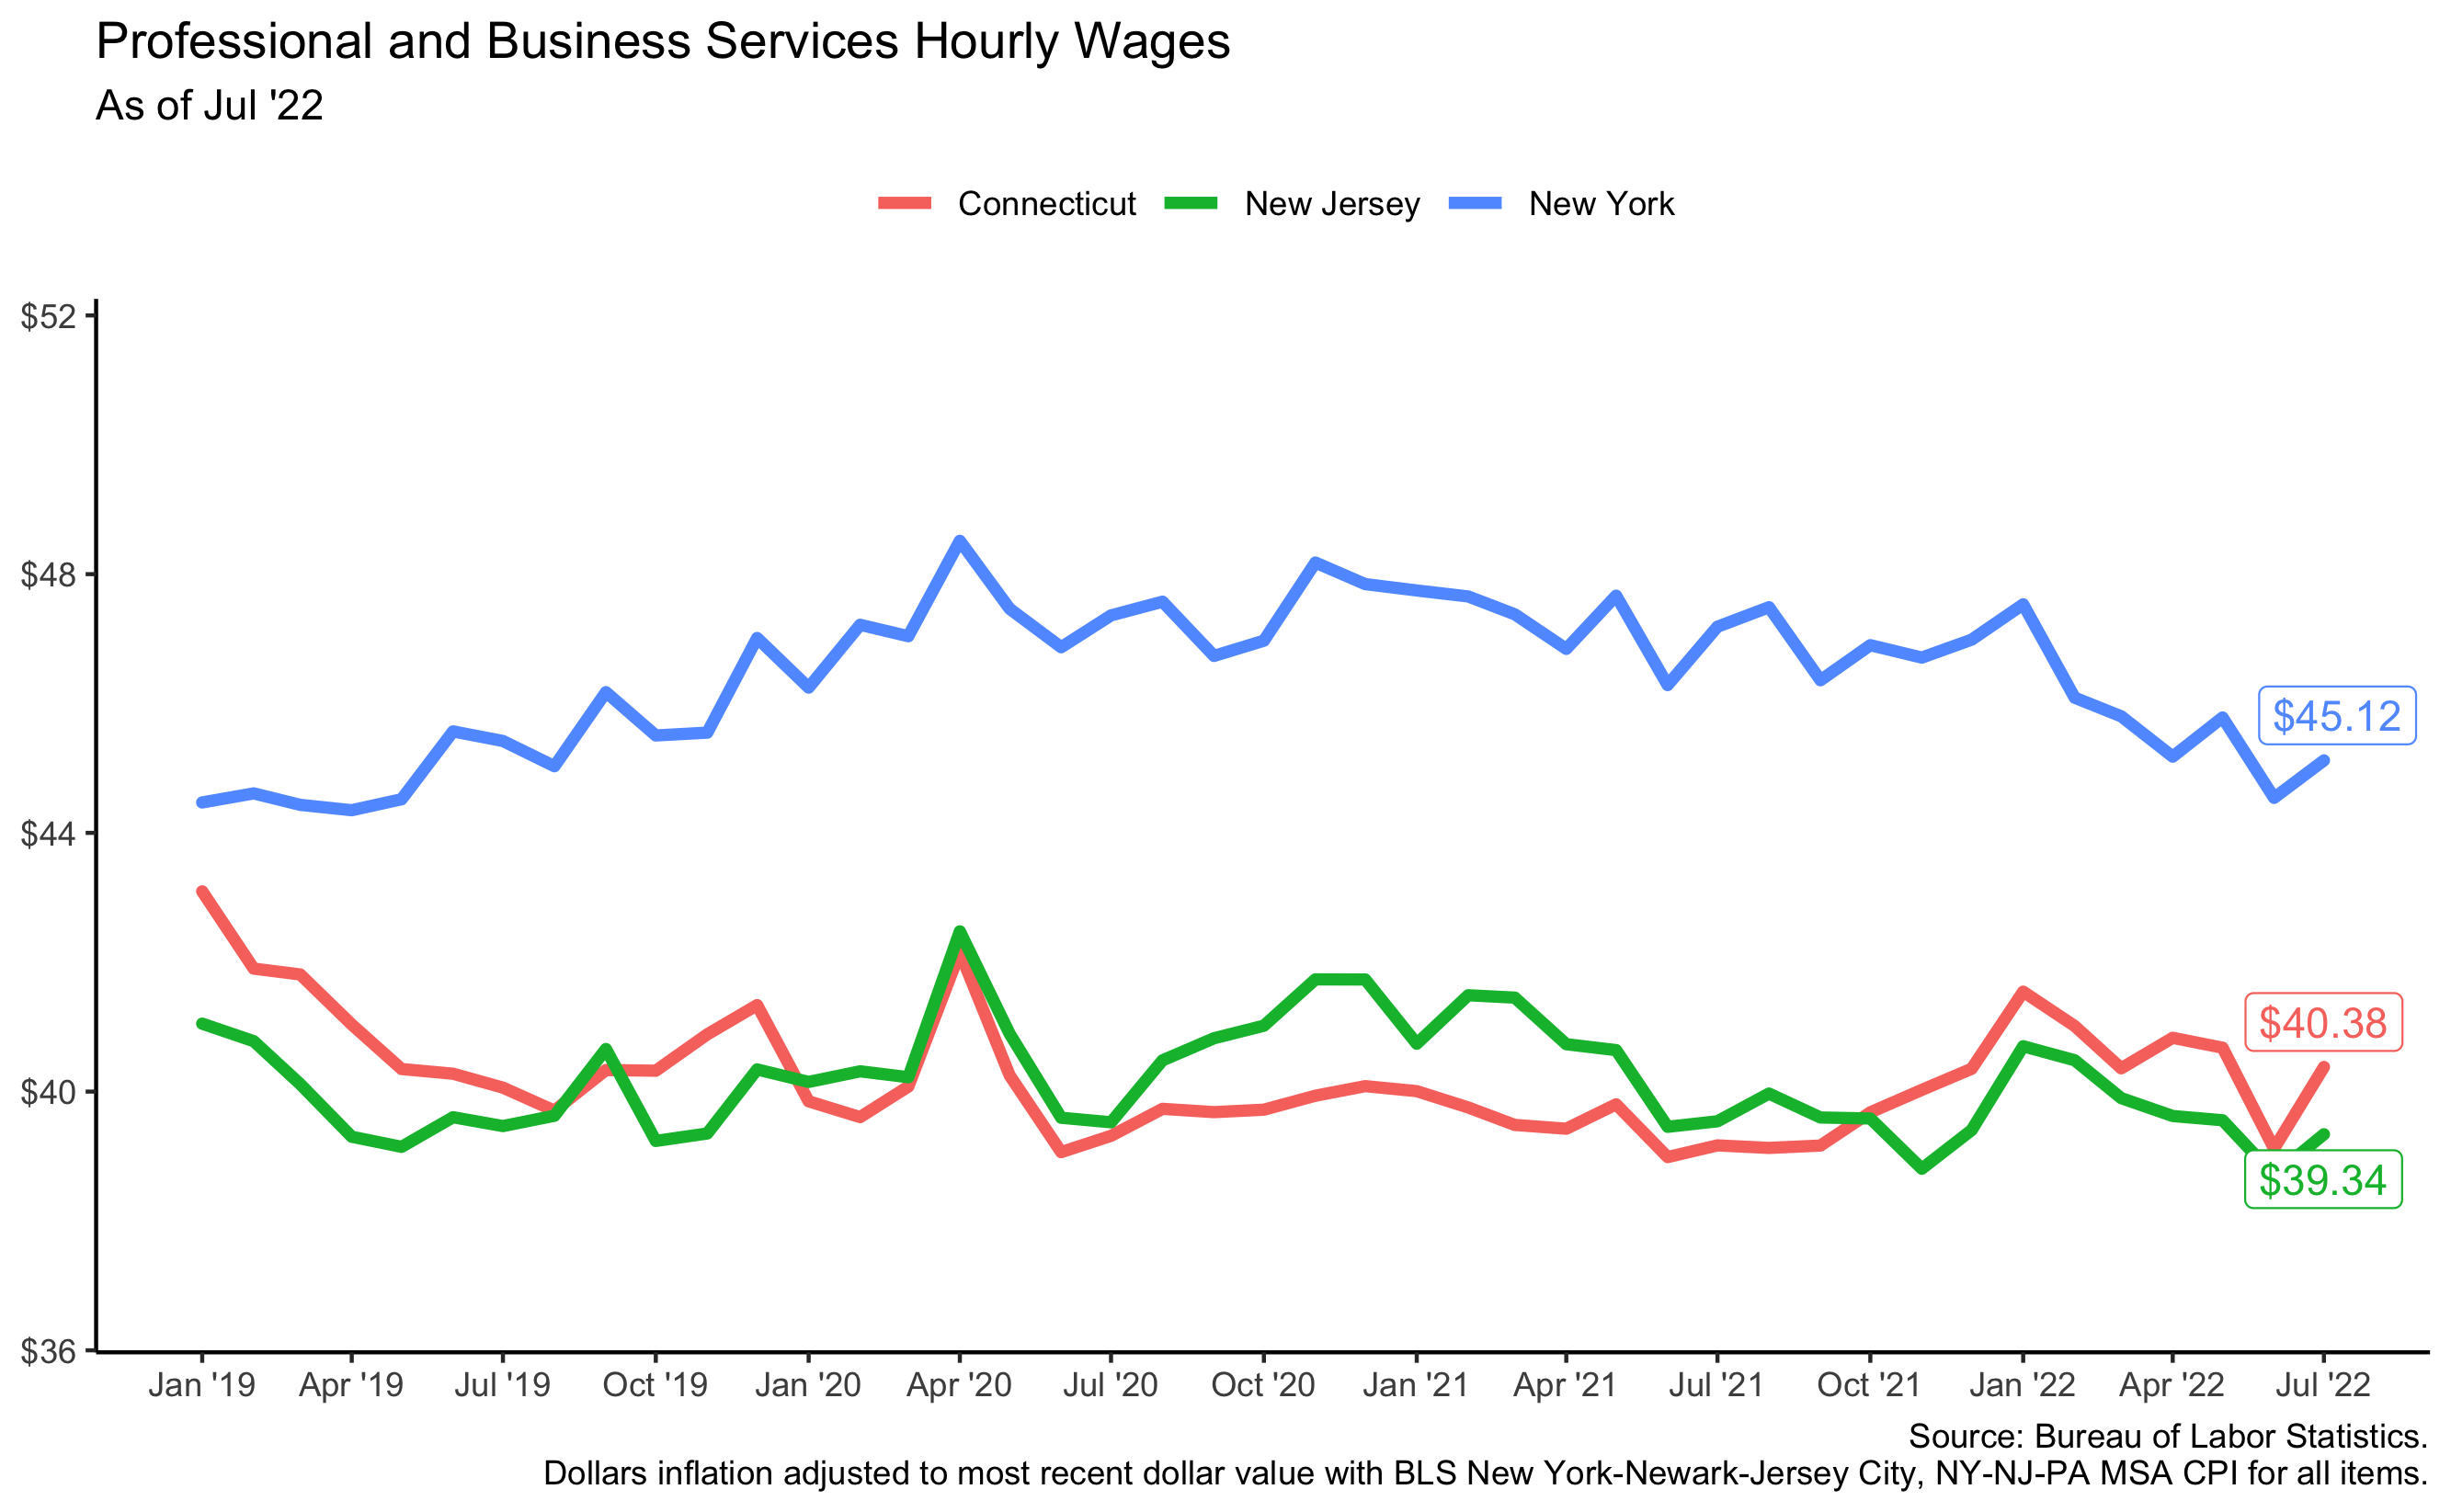 Professional and Business Services Hourly Wages
As of Jul '22
Connecticut New Jersey New York
$52
$48
$44
$40
$36
$45.12
$40.38
$39.34
Jan '19 Apr '19 Jul '19 Oct '19 Jan '20 Apr '20 Jul '20 Oct '20 Jan '21 Apr '21 Jul '21 Oct '21 Jan '22 Apr '22 Jul '22
Source: Bureau of Labor Statistics.
Dollars inflation adjusted to most recent dollar value with BLS New York-Newark-Jersey City, NY-NJ-PA MSA CPI for all items.